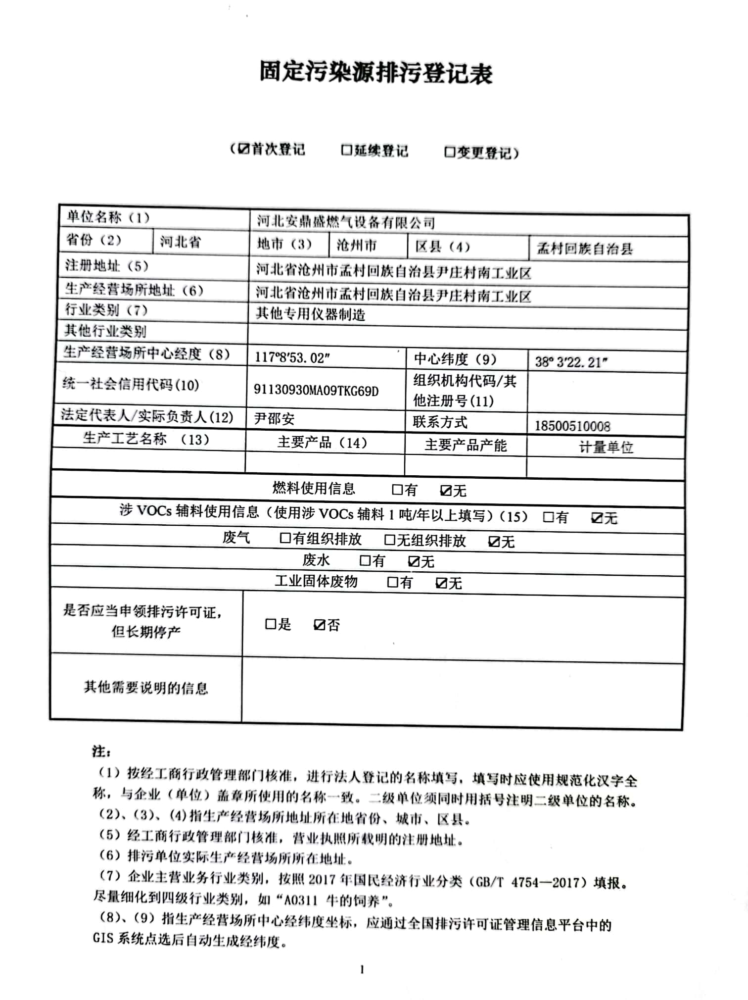 固定污染源排污登记表
（☑首次登记 □延续登记 □变更登记）
单位名称（1） 河北安鼎盛燃气设备有限公司
省份（2） 河北省 地市（3） 沧州市 区县（4） 孟村回族自治县
注册地址（5） 河北省沧州市孟村回族自治县尹庄村南工业区
生产经营场所地址（6） 河北省沧州市孟村回族自治县尹庄村南工业区
行业类别（7） 其他专用仪器制造
其他行业类别
生产经营场所中心经度（8） 117°8′53.02″ 中心纬度（9） 38°3′22.21″
统一社会信用代码(10) 91130930MA09TKG69D 组织机构代码/其
他注册号(11)
法定代表人/实际负责人(12) 尹邵安 联系方式 18500510008
生产工艺名称 （13） 主要产品（14） 主要产品产能 计量单位
燃料使用信息 □有 ☑无
涉 VOCs 辅料使用信息（使用涉 VOCs 辅料 1 吨/年以上填写）（15） □有 ☑无
废气 □有组织排放 □无组织排放 ☑无
废水 □有 ☑无
工业固体废物 □有 ☑无
是否应当申领排污许可证，
但长期停产 □是 ☑否
其他需要说明的信息
注：
（1）按经工商行政管理部门核准，进行法人登记的名称填写，填写时应使用规范化汉字全
称，与企业（单位）盖章所使用的名称一致。二级单位须同时用括号注明二级单位的名称。
（2）、（3）、（4)指生产经营场所地址所在地省份、城市、区县。
（5）经工商行政管理部门核准，营业执照所载明的注册地址。
（6）排污单位实际生产经营场所所在地址。
（7）企业主营业务行业类别，按照 2017 年国民经济行业分类（GB/T 4754—2017）填报。
尽量细化到四级行业类别，如“A0311 牛的饲养”。
（8）、（9）指生产经营场所中心经纬度坐标，应通过全国排污许可证管理信息平台中的
GIS 系统点选后自动生成经纬度。
1